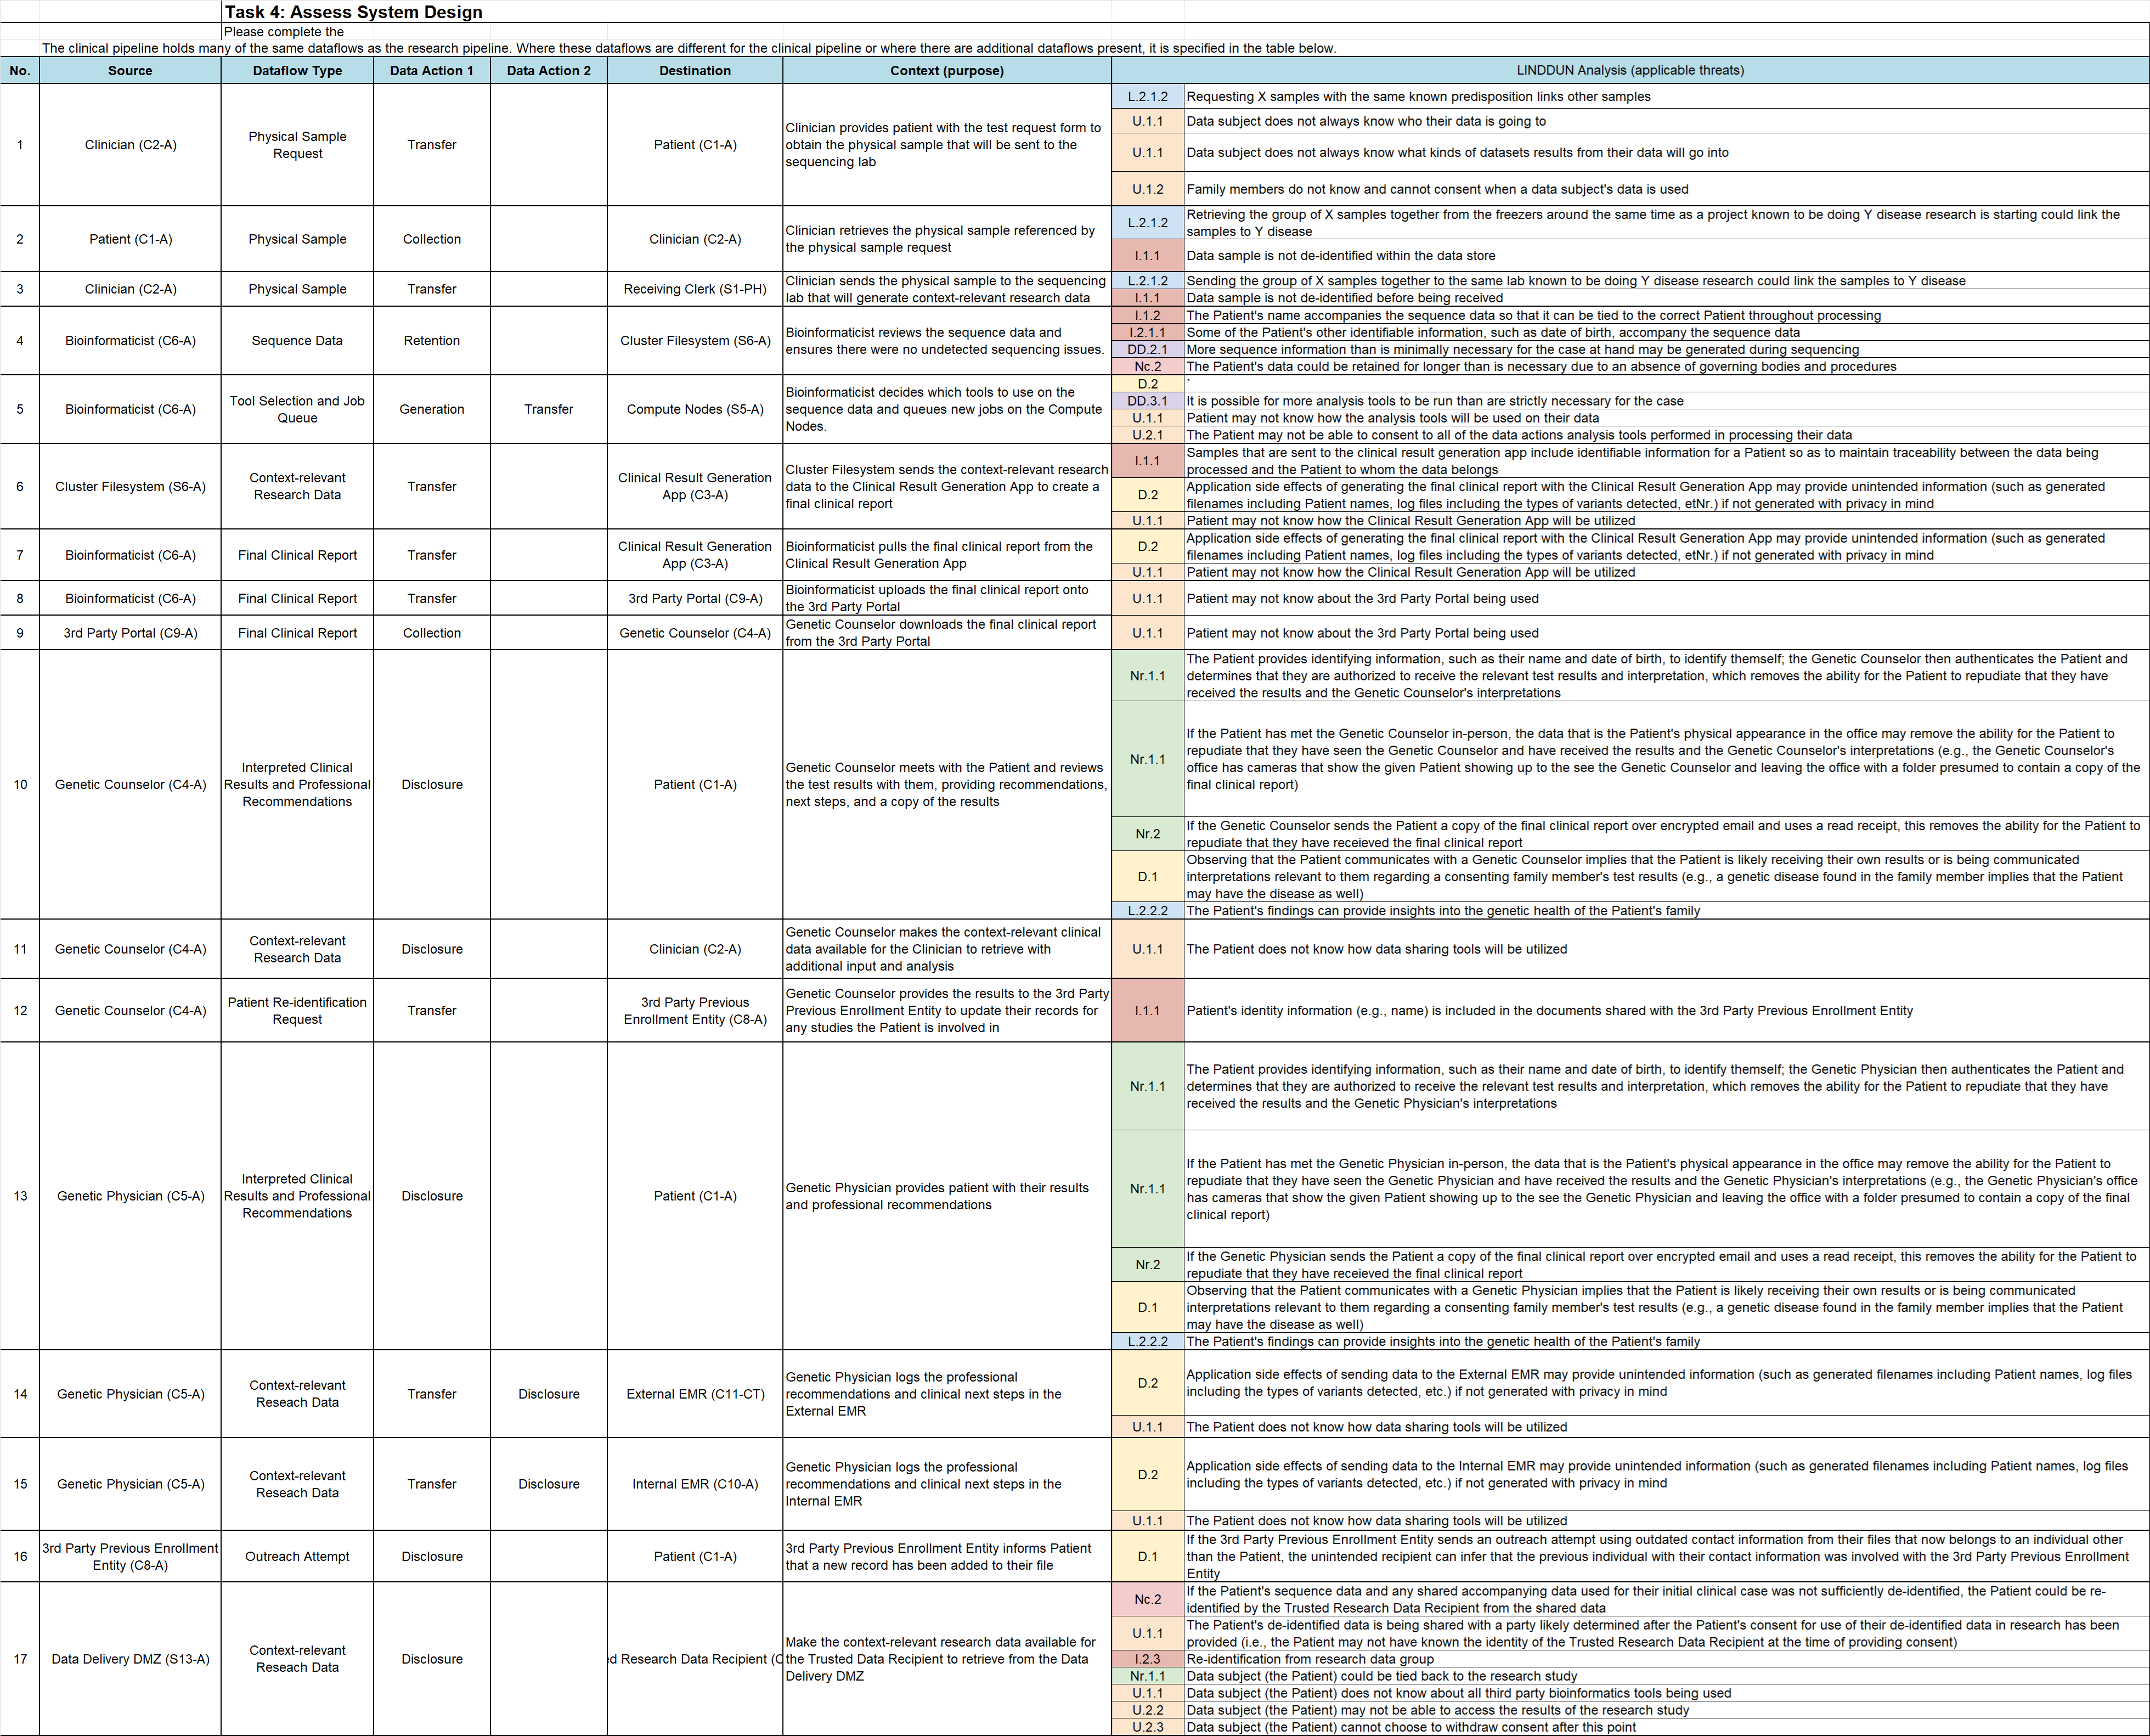 Task 4: Assess System Design
Please complete the
The clinical pipeline holds many of the same dataflows as the research pipeline. Where these dataflows are different for the clinical pipeline or where there are additional dataflows present, it is specified in the table below.
No. Source Dataflow Type Data Action 1 Data Action 2 Destination Context (purpose) LINDDUN Analysis (applicable threats)
1
Clinician (C2-A)
Physical Sample
Request
Transfer
Patient (C1-A)
Clinician provides patient with the test request form to
obtain the physical sample that will be sent to the
sequencing lab
L.2.1.2 Requesting X samples with the same known predisposition links other samples
U.1.1 Data subject does not always know who their data is going to
U.1.1 Data subject does not always know what kinds of datasets results from their data will go into
U.1.2 Family members do not know and cannot consent when a data subject's data is used
2
Patient (C1-A)
Physical Sample
Collection
Clinician (C2-A)
Clinician retrieves the physical sample referenced by
the physical sample request
L.2.1.2 Retrieving the group of X samples together from the freezers around the same time as a project known to be doing Y disease research is starting could link the
samples to Y disease
I.1.1 Data sample is not de-identified within the data store
3
Clinician (C2-A)
Physical Sample
Transfer
Receiving Clerk (S1-PH)
Clinician sends the physical sample to the sequencing
lab that will generate context-relevant research data
L.2.1.2 Sending the group of X samples together to the same lab known to be doing Y disease research could link the samples to Y disease
I.1.1 Data sample is not de-identified before being received
4
Bioinformaticist (C6-A)
Sequence Data
Retention
Cluster Filesystem (S6-A)
Bioinformaticist reviews the sequence data and
ensures there were no undetected sequencing issues.
I.1.2 The Patient's name accompanies the sequence data so that it can be tied to the correct Patient throughout processing
I.2.1.1 Some of the Patient's other identifiable information, such as date of birth, accompany the sequence data
DD.2.1 More sequence information than is minimally necessary for the case at hand may be generated during sequencing
Nc.2 The Patient's data could be retained for longer than is necessary due to an absence of governing bodies and procedures
5
Bioinformaticist (C6-A)
Tool Selection and Job
Queue
Generation
Transfer
Compute Nodes (S5-A)
Bioinformaticist decides which tools to use on the
sequence data and queues new jobs on the Compute
Nodes.
D.2 `
DD.3.1 It is possible for more analysis tools to be run than are strictly necessary for the case
U.1.1 Patient may not know how the analysis tools will be used on their data
U.2.1 The Patient may not be able to consent to all of the data actions analysis tools performed in processing their data
6
Cluster Filesystem (S6-A)
Context-relevant
Research Data
Transfer
Clinical Result Generation
App (C3-A)
Cluster Filesystem sends the context-relevant research
data to the Clinical Result Generation App to create a
final clinical report
I.1.1 Samples that are sent to the clinical result generation app include identifiable information for a Patient so as to maintain traceability between the data being
processed and the Patient to whom the data belongs
D.2 Application side effects of generating the final clinical report with the Clinical Result Generation App may provide unintended information (such as generated
filenames including Patient names, log files including the types of variants detected, etNr.) if not generated with privacy in mind
U.1.1 Patient may not know how the Clinical Result Generation App will be utilized
7
Bioinformaticist (C6-A)
Final Clinical Report
Transfer
Clinical Result Generation
App (C3-A)
Bioinformaticist pulls the final clinical report from the
Clinical Result Generation App
D.2 Application side effects of generating the final clinical report with the Clinical Result Generation App may provide unintended information (such as generated
filenames including Patient names, log files including the types of variants detected, etNr.) if not generated with privacy in mind
U.1.1 Patient may not know how the Clinical Result Generation App will be utilized
8
Bioinformaticist (C6-A)
Final Clinical Report
Transfer
3rd Party Portal (C9-A)
Bioinformaticist uploads the final clinical report onto
the 3rd Party Portal
U.1.1 Patient may not know about the 3rd Party Portal being used
9
3rd Party Portal (C9-A)
Final Clinical Report
Collection
Genetic Counselor (C4-A)
Genetic Counselor downloads the final clinical report
from the 3rd Party Portal
U.1.1 Patient may not know about the 3rd Party Portal being used
10
Genetic Counselor (C4-A)
Interpreted Clinical
Results and Professional
Recommendations
Disclosure
Patient (C1-A)
Genetic Counselor meets with the Patient and reviews
the test results with them, providing recommendations,
next steps, and a copy of the results
Nr.1.1 The Patient provides identifying information, such as their name and date of birth, to identify themself; the Genetic Counselor then authenticates the Patient and
determines that they are authorized to receive the relevant test results and interpretation, which removes the ability for the Patient to repudiate that they have
received the results and the Genetic Counselor's interpretations
Nr.1.1 If the Patient has met the Genetic Counselor in-person, the data that is the Patient's physical appearance in the office may remove the ability for the Patient to
repudiate that they have seen the Genetic Counselor and have received the results and the Genetic Counselor's interpretations (e.g., the Genetic Counselor's
office has cameras that show the given Patient showing up to the see the Genetic Counselor and leaving the office with a folder presumed to contain a copy of the
final clinical report)
Nr.2 If the Genetic Counselor sends the Patient a copy of the final clinical report over encrypted email and uses a read receipt, this removes the ability for the Patient to
repudiate that they have receieved the final clinical report
D.1 Observing that the Patient communicates with a Genetic Counselor implies that the Patient is likely receiving their own results or is being communicated
interpretations relevant to them regarding a consenting family member's test results (e.g., a genetic disease found in the family member implies that the Patient
may have the disease as well)
L.2.2.2 The Patient's findings can provide insights into the genetic health of the Patient's family
11
Genetic Counselor (C4-A)
Context-relevant
Research Data
Disclosure
Clinician (C2-A)
Genetic Counselor makes the context-relevant clinical
data available for the Clinician to retrieve with
additional input and analysis
U.1.1 The Patient does not know how data sharing tools will be utilized
12
Genetic Counselor (C4-A)
Patient Re-identification
Request
Transfer
3rd Party Previous
Enrollment Entity (C8-A)
Genetic Counselor provides the results to the 3rd Party
Previous Enrollment Entity to update their records for
any studies the Patient is involved in
I.1.1 Patient's identity information (e.g., name) is included in the documents shared with the 3rd Party Previous Enrollment Entity
13
Genetic Physician (C5-A)
Interpreted Clinical
Results and Professional
Recommendations
Disclosure
Patient (C1-A)
Genetic Physician provides patient with their results
and professional recommendations
Nr.1.1 The Patient provides identifying information, such as their name and date of birth, to identify themself; the Genetic Physician then authenticates the Patient and
determines that they are authorized to receive the relevant test results and interpretation, which removes the ability for the Patient to repudiate that they have
received the results and the Genetic Physician's interpretations
Nr.1.1 If the Patient has met the Genetic Physician in-person, the data that is the Patient's physical appearance in the office may remove the ability for the Patient to
repudiate that they have seen the Genetic Physician and have received the results and the Genetic Physician's interpretations (e.g., the Genetic Physician's office
has cameras that show the given Patient showing up to the see the Genetic Physician and leaving the office with a folder presumed to contain a copy of the final
clinical report)
Nr.2 If the Genetic Physician sends the Patient a copy of the final clinical report over encrypted email and uses a read receipt, this removes the ability for the Patient to
repudiate that they have receieved the final clinical report
D.1 Observing that the Patient communicates with a Genetic Physician implies that the Patient is likely receiving their own results or is being communicated
interpretations relevant to them regarding a consenting family member's test results (e.g., a genetic disease found in the family member implies that the Patient
may have the disease as well)
L.2.2.2 The Patient's findings can provide insights into the genetic health of the Patient's family
14
Genetic Physician (C5-A)
Context-relevant
Reseach Data
Transfer
Disclosure
External EMR (C11-CT)
Genetic Physician logs the professional
recommendations and clinical next steps in the
External EMR
D.2 Application side effects of sending data to the External EMR may provide unintended information (such as generated filenames including Patient names, log files
including the types of variants detected, etc.) if not generated with privacy in mind
U.1.1 The Patient does not know how data sharing tools will be utilized
15
Genetic Physician (C5-A)
Context-relevant
Reseach Data
Transfer
Disclosure
Internal EMR (C10-A)
Genetic Physician logs the professional
recommendations and clinical next steps in the
Internal EMR
D.2 Application side effects of sending data to the Internal EMR may provide unintended information (such as generated filenames including Patient names, log files
including the types of variants detected, etc.) if not generated with privacy in mind
U.1.1 The Patient does not know how data sharing tools will be utilized
16
3rd Party Previous Enrollment
Entity (C8-A)
Outreach Attempt
Disclosure
Patient (C1-A)
3rd Party Previous Enrollment Entity informs Patient
that a new record has been added to their file
D.1 If the 3rd Party Previous Enrollment Entity sends an outreach attempt using outdated contact information from their files that now belongs to an individual other
than the Patient, the unintended recipient can infer that the previous individual with their contact information was involved with the 3rd Party Previous Enrollment
Entity
17
Data Delivery DMZ (S13-A)
Context-relevant
Reseach Data
Disclosure
ed Research Data Recipient (C
Make the context-relevant research data available for
the Trusted Data Recipient to retrieve from the Data
Delivery DMZ
Nc.2 If the Patient's sequence data and any shared accompanying data used for their initial clinical case was not sufficiently de-identified, the Patient could be re-
identified by the Trusted Research Data Recipient from the shared data
U.1.1 The Patient's de-identified data is being shared with a party likely determined after the Patient's consent for use of their de-identified data in research has been
provided (i.e., the Patient may not have known the identity of the Trusted Research Data Recipient at the time of providing consent)
I.2.3 Re-identification from research data group
Nr.1.1 Data subject (the Patient) could be tied back to the research study
U.1.1 Data subject (the Patient) does not know about all third party bioinformatics tools being used
U.2.2 Data subject (the Patient) may not be able to access the results of the research study
U.2.3 Data subject (the Patient) cannot choose to withdraw consent after this point